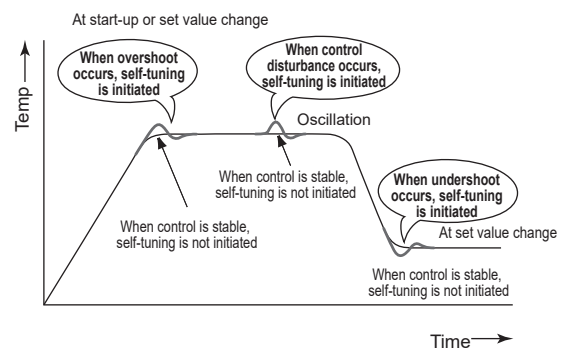 At start-up or set value change
Temp
When overshoot
occurs, self-tuning
is initiated
When control
disturbance occurs,
self-tuning is initiated
Oscillation
When control is stable,
self-tuning is not initiated
When control is stable,
self-tuning is not initiated
When undershoot
occurs, self-tuning
is initiated
At set value change
When control is stable,
self-tuning is not initiated
Time